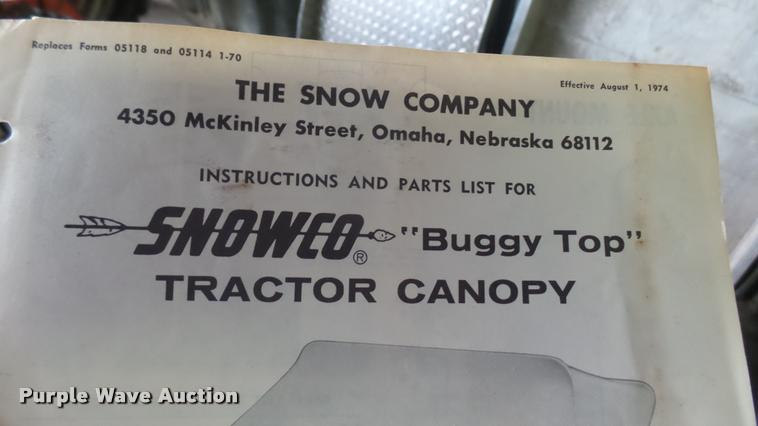 Replaces Forms 05118 and 05114 1-70
Effective August 1, 1974
THE SNOW COMPANY
4350 McKinley Street, Omaha, Nebraska 68112
INSTRUCTIONS AND PARTS LIST FOR
SNOWCO® "Buggy Top"
TRACTOR CANOPY
Purple Wave Auction